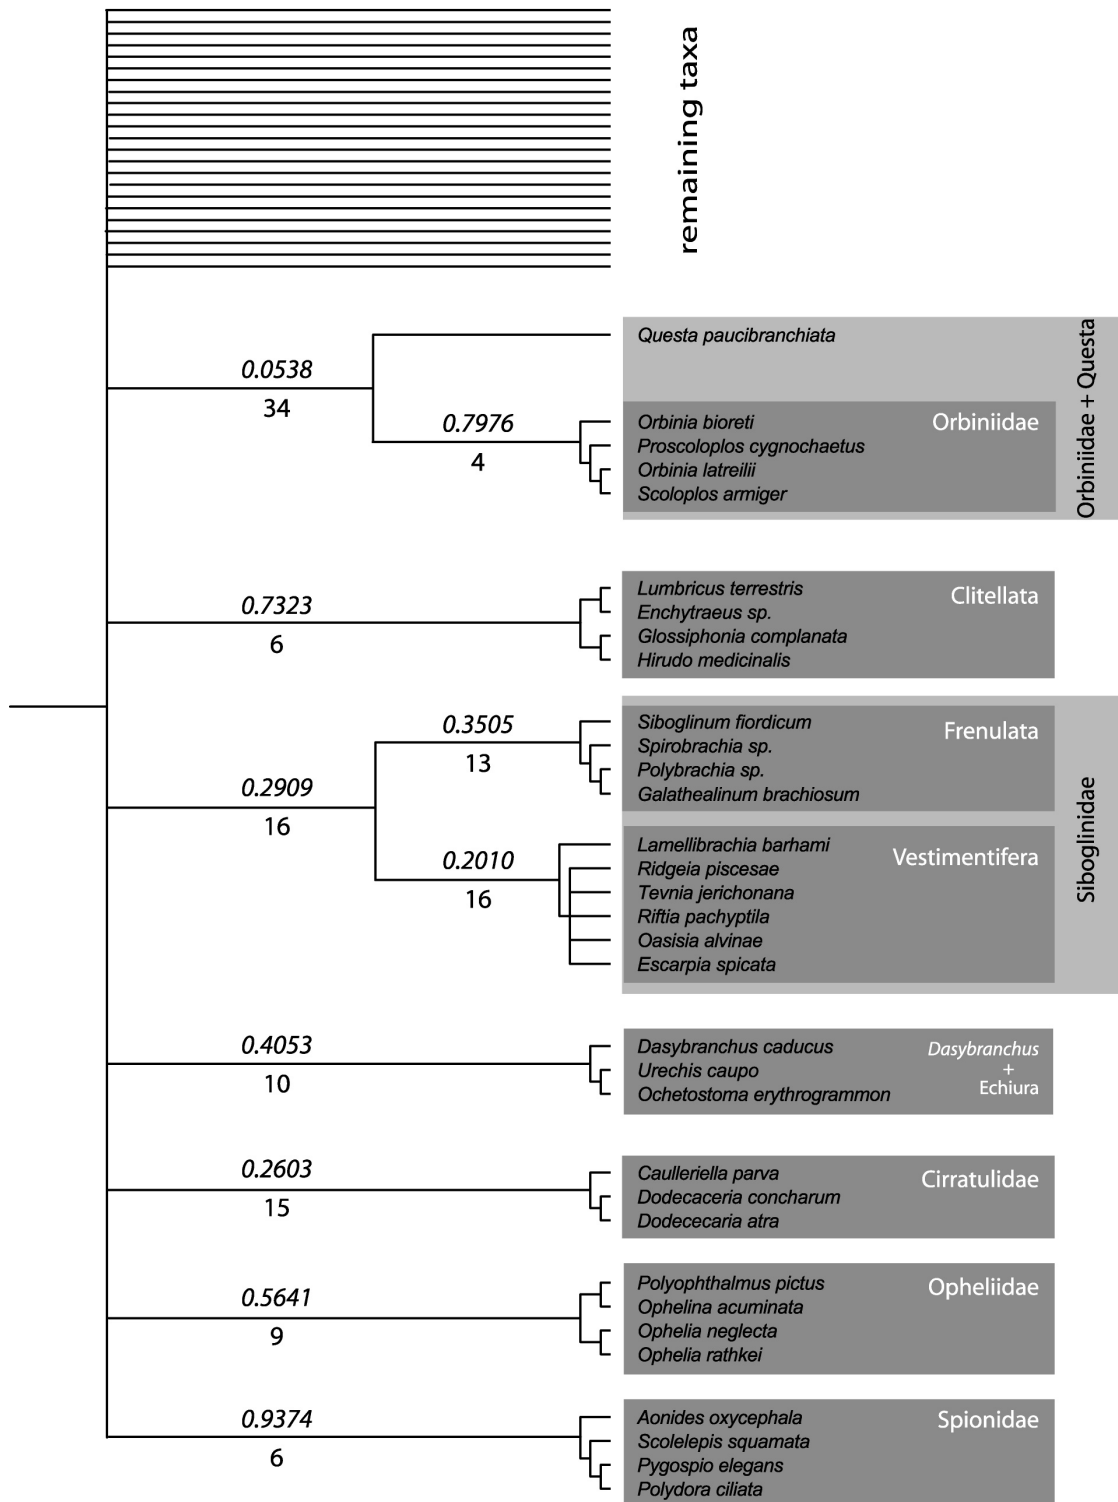 remaining taxa
Questa paucibranchiata
0.0538
34
0.7976
4
Orbinia bioreti
Proscoloplos cygnochaetus
Orbinia latreilii
Scoloplos armiger
Orbiniidae
Orbiniidae + Questa
0.7323
6
Lumbricus terrestris
Enchytraeus sp.
Glossiphonia complanata
Hirudo medicinalis
Clitellata
0.2909
16
0.3505
13
Siboglinum fiordicum
Spirobrachia sp.
Polybrachia sp.
Galathealinum brachiosum
Frenulata
0.2010
16
Lamellibrachia barhami
Ridgeia piscesae
Tevnia jerichonana
Riftia pachyptila
Oasisia alvinae
Escarpia spicata
Vestimentifera
Siboglinidae
0.4053
10
Dasybranchus caducus
Urechis caupo
Ochetostoma erythrogrammon
Dasybranchus
+
Echiura
0.2603
15
Caulleriella parva
Dodecaceria concharum
Dodececaria atra
Cirratulidae
0.5641
9
Polyophthalmus pictus
Ophelina acuminata
Ophelia neglecta
Ophelia rathkei
Opheliidae
0.9374
6
Aonides oxycephala
Scolelepis squamata
Pygospio elegans
Polydora ciliata
Spionidae